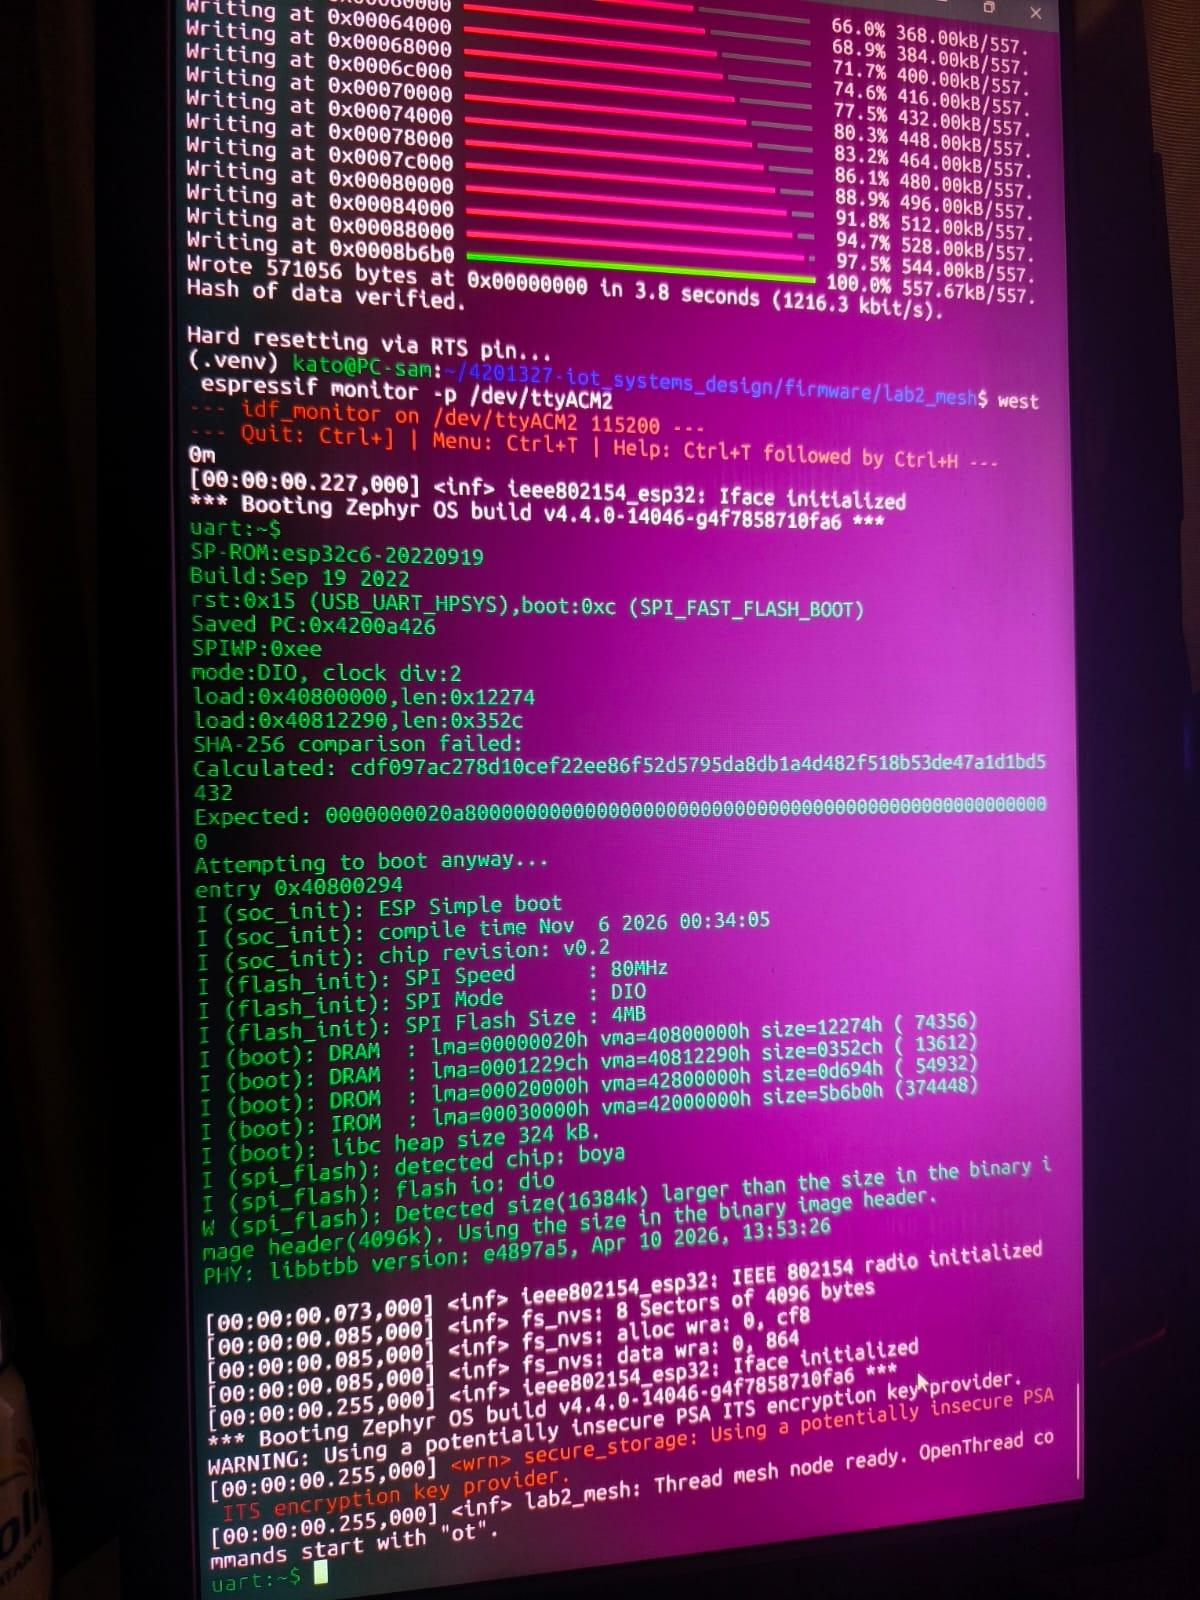 Writing at 0x00064000 66.0% 368.00kB/557.
Writing at 0x00068000 68.9% 384.00kB/557.
Writing at 0x0006c000 71.7% 400.00kB/557.
Writing at 0x00070000 74.6% 416.00kB/557.
Writing at 0x00074000 77.5% 432.00kB/557.
Writing at 0x00078000 80.3% 448.00kB/557.
Writing at 0x0007c000 83.2% 464.00kB/557.
Writing at 0x00080000 86.1% 480.00kB/557.
Writing at 0x00084000 88.9% 496.00kB/557.
Writing at 0x00088000 91.8% 512.00kB/557.
Writing at 0x0008b6b0 94.7% 528.00kB/557.
97.5% 544.00kB/557.
100.0% 557.67kB/557.
Wrote 571056 bytes at 0x00000000 in 3.8 seconds (1216.3 kbit/s).
Hash of data verified.
Hard resetting via RTS pin...
(.venv) kato@PC-sam:~/4201327-iot_systems_design/firmware/lab2_mesh$ west
espressif monitor -p /dev/ttyACM2
--- idf_monitor on /dev/ttyACM2 115200 ---
--- Quit: Ctrl+] | Menu: Ctrl+T | Help: Ctrl+T followed by Ctrl+H ---
0m
[00:00:00.227,000] <inf> ieee802154_esp32: Iface initialized
*** Booting Zephyr OS build v4.4.0-14046-g4f7858710fa6 ***
uart:~$
SP-ROM:esp32c6-20220919
Build:Sep 19 2022
rst:0x15 (USB_UART_HPSYS),boot:0xc (SPI_FAST_FLASH_BOOT)
Saved PC:0x4200a426
SPIWP:0xee
mode:DIO, clock div:2
load:0x40800000,len:0x12274
load:0x40812290,len:0x352c
SHA-256 comparison failed:
Calculated: cdf097ac278d10cef22ee86f52d5795da8db1a4d482f518b53de47a1d1bd5
432
Expected: 0000000020a800000000000000000000000000000000000000000000000000000
0
Attempting to boot anyway...
entry 0x40800294
I (soc_init): ESP Simple boot
I (soc_init): compile time Nov  6 2026 00:34:05
I (soc_init): chip revision: v0.2
I (flash_init): SPI Speed      : 80MHz
I (flash_init): SPI Mode       : DIO
I (flash_init): SPI Flash Size : 4MB
I (boot): DRAM  : lma=00000020h vma=40800000h size=12274h ( 74356)
I (boot): DRAM  : lma=0001229ch vma=40812290h size=0352ch ( 13612)
I (boot): DROM  : lma=00020000h vma=42800000h size=0d694h ( 54932)
I (boot): IROM  : lma=00030000h vma=42000000h size=5b6b0h (374448)
I (boot): libc heap size 324 kB.
I (spi_flash): detected chip: boya
I (spi_flash): flash io: dio
W (spi_flash): Detected size(16384k) larger than the size in the binary i
mage header(4096k). Using the size in the binary image header.
PHY: libbtbb version: e4897a5, Apr 10 2026, 13:53:26
[00:00:00.073,000] <inf> ieee802154_esp32: IEEE 802154 radio initialized
[00:00:00.085,000] <inf> fs_nvs: 8 Sectors of 4096 bytes
[00:00:00.085,000] <inf> fs_nvs: alloc wra: 0, cf8
[00:00:00.085,000] <inf> fs_nvs: data wra: 0, 864
[00:00:00.255,000] <inf> ieee802154_esp32: Iface initialized
*** Booting Zephyr OS build v4.4.0-14046-g4f7858710fa6 ***
WARNING: Using a potentially insecure PSA ITS encryption key provider.
[00:00:00.255,000] <wrn> secure_storage: Using a potentially insecure PSA
ITS encryption key provider.
[00:00:00.255,000] <inf> lab2_mesh: Thread mesh node ready. OpenThread co
mmands start with "ot".
uart:~$